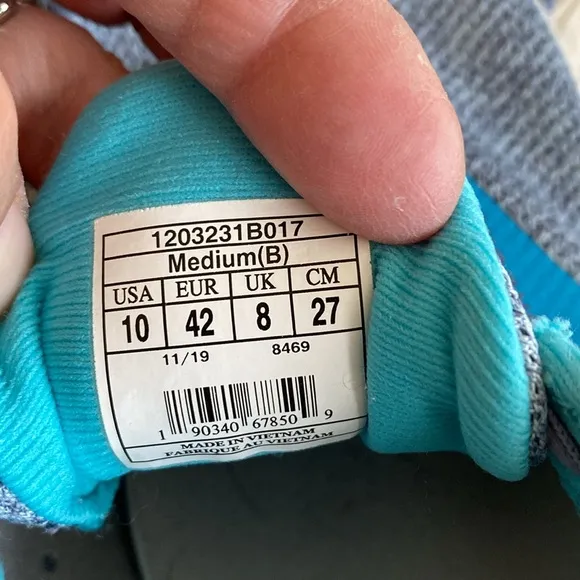 1203231B017
Medium(B)
USA EUR UK CM
10 42 8 27
11/19 8469
1 90340 67850 9
MADE IN VIETNAM
FABRIQUE AU VIETNAM